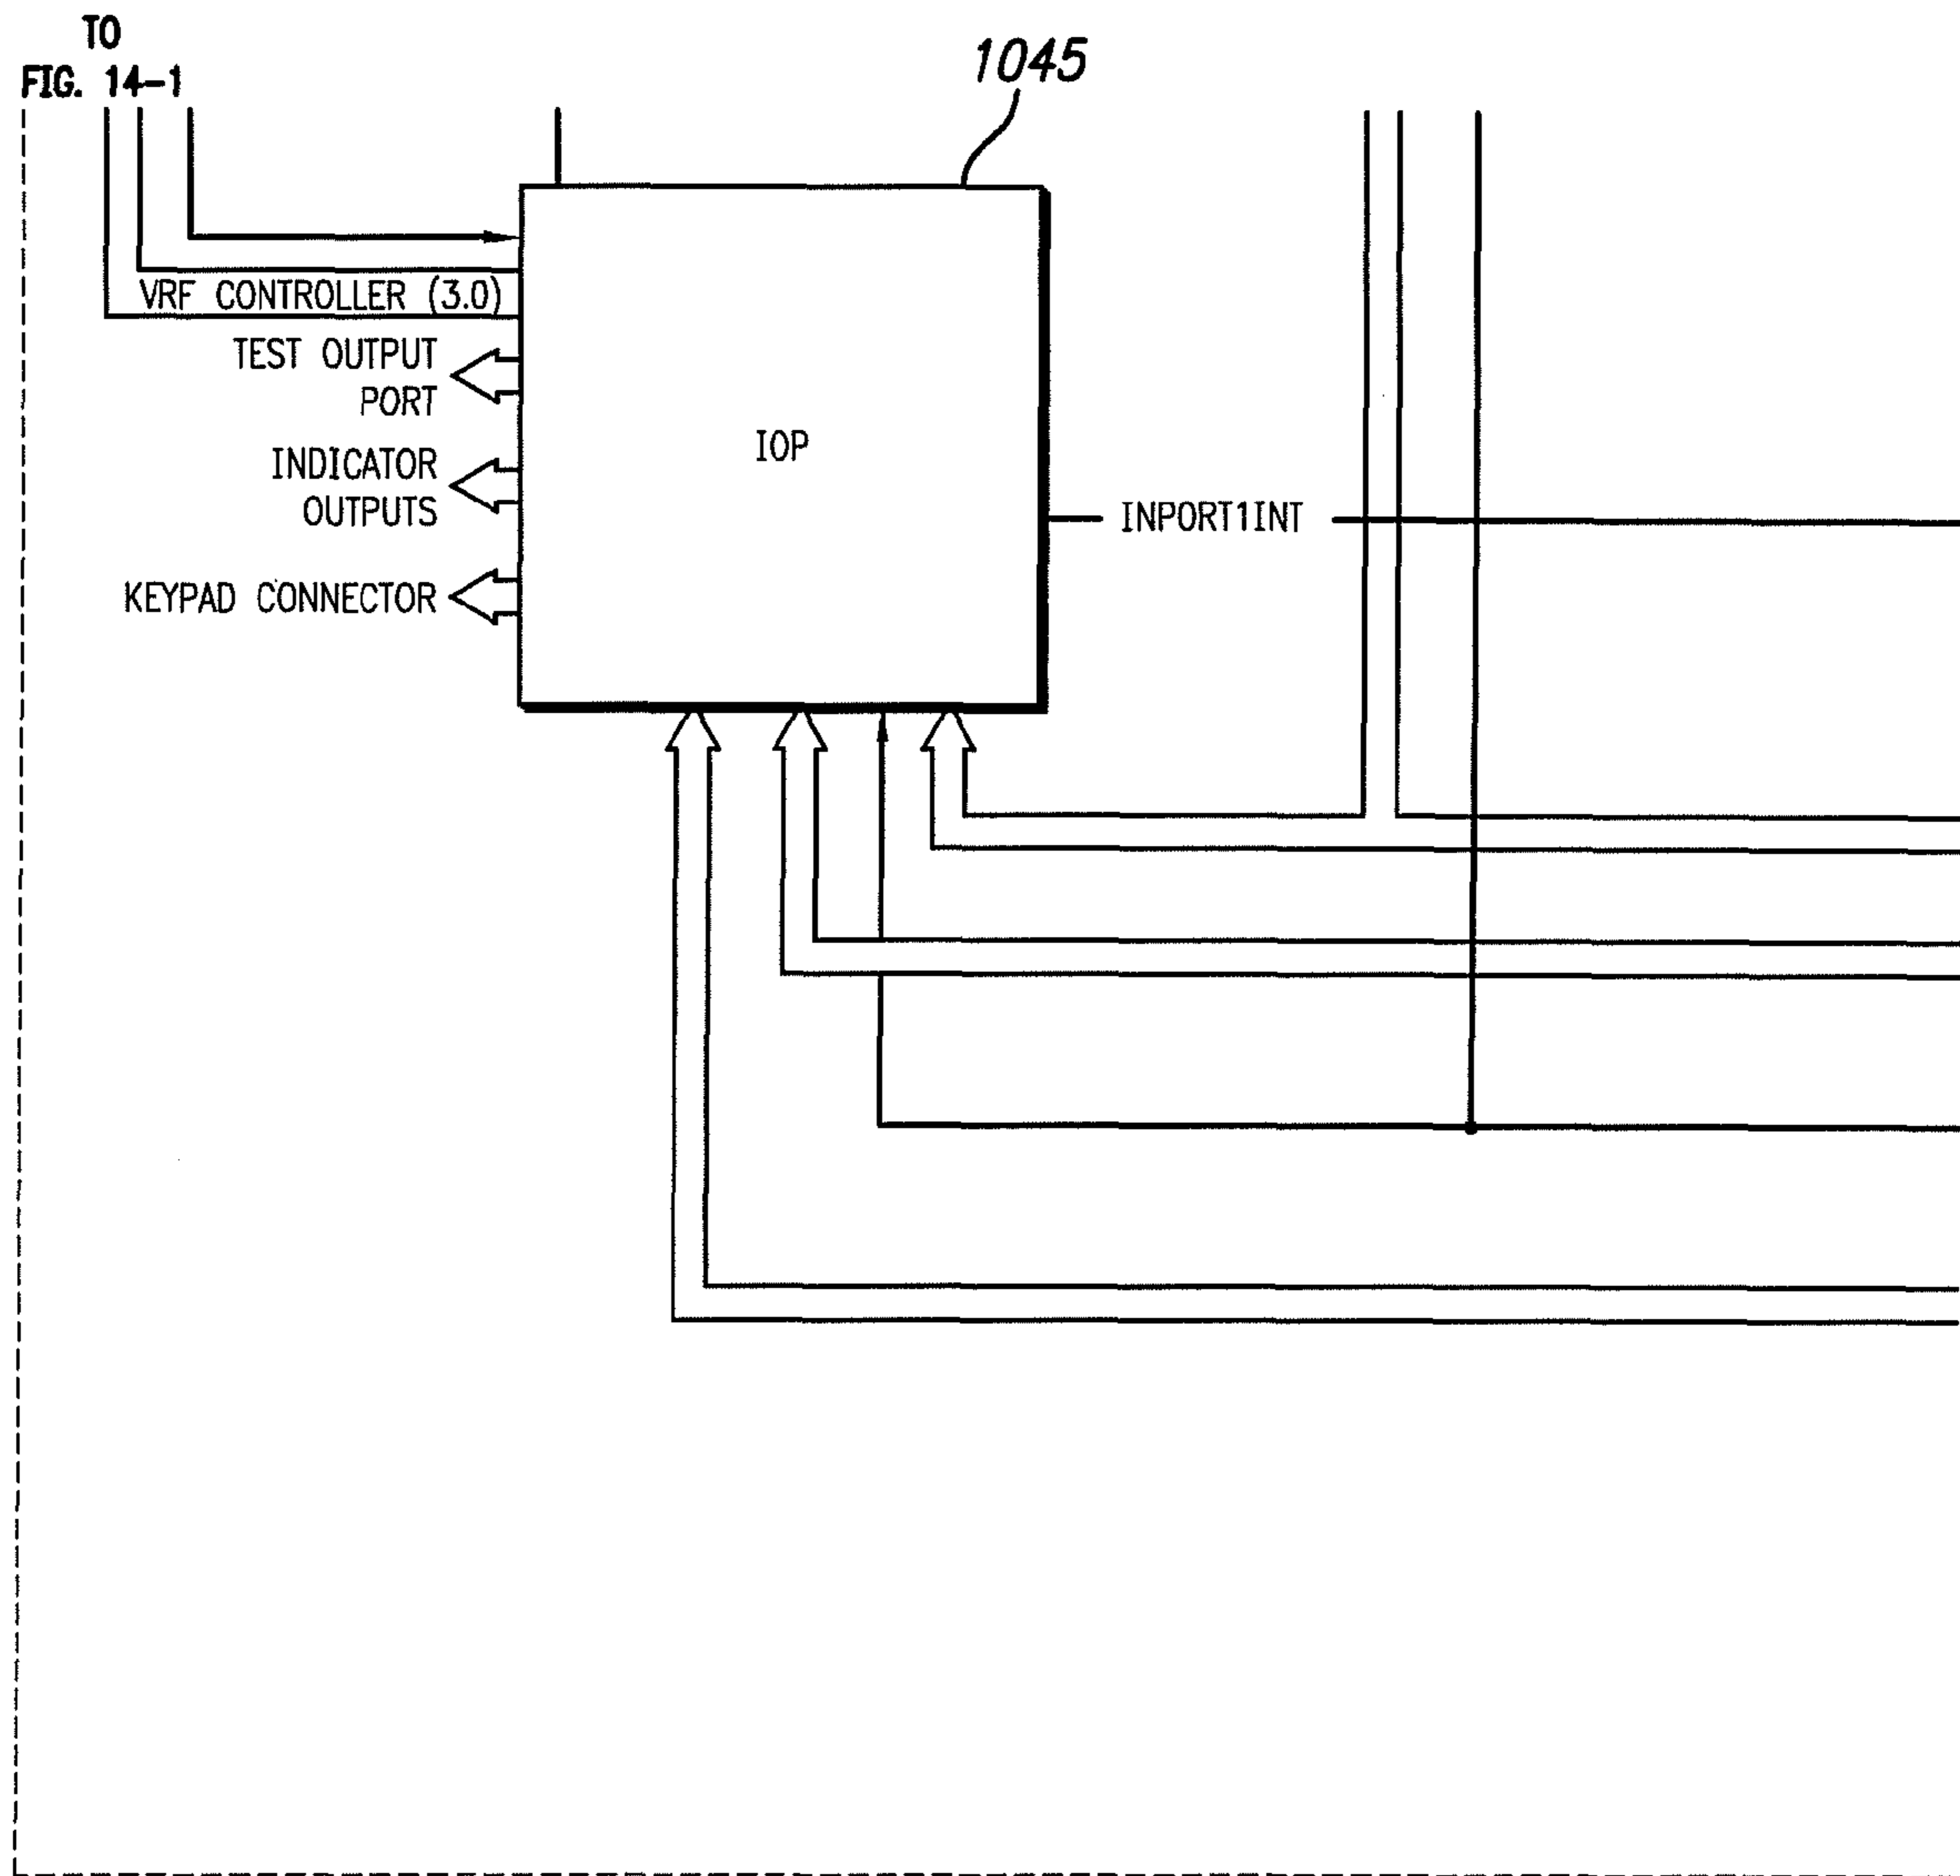 TO
FIG. 14-1
1045
VRF CONTROLLER (3.0)
TEST OUTPUT
PORT
IOP
INDICATOR
OUTPUTS
INPORT1INT
KEYPAD CONNECTOR